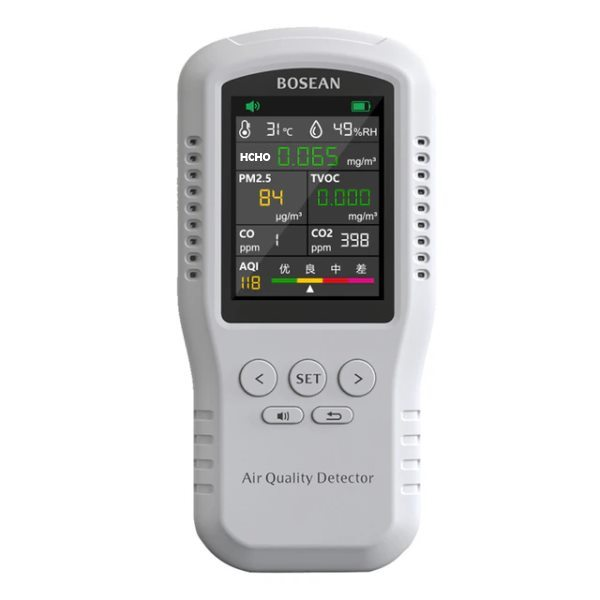 BOSEAN
31°C 49%RH
HCHO 0.065 mg/m³
PM2.5 TVOC
84 0.000
µg/m³ mg/m³
CO CO2
ppm 1 ppm 398
AQI 优 良 中 差
118
< SET >
Air Quality Detector